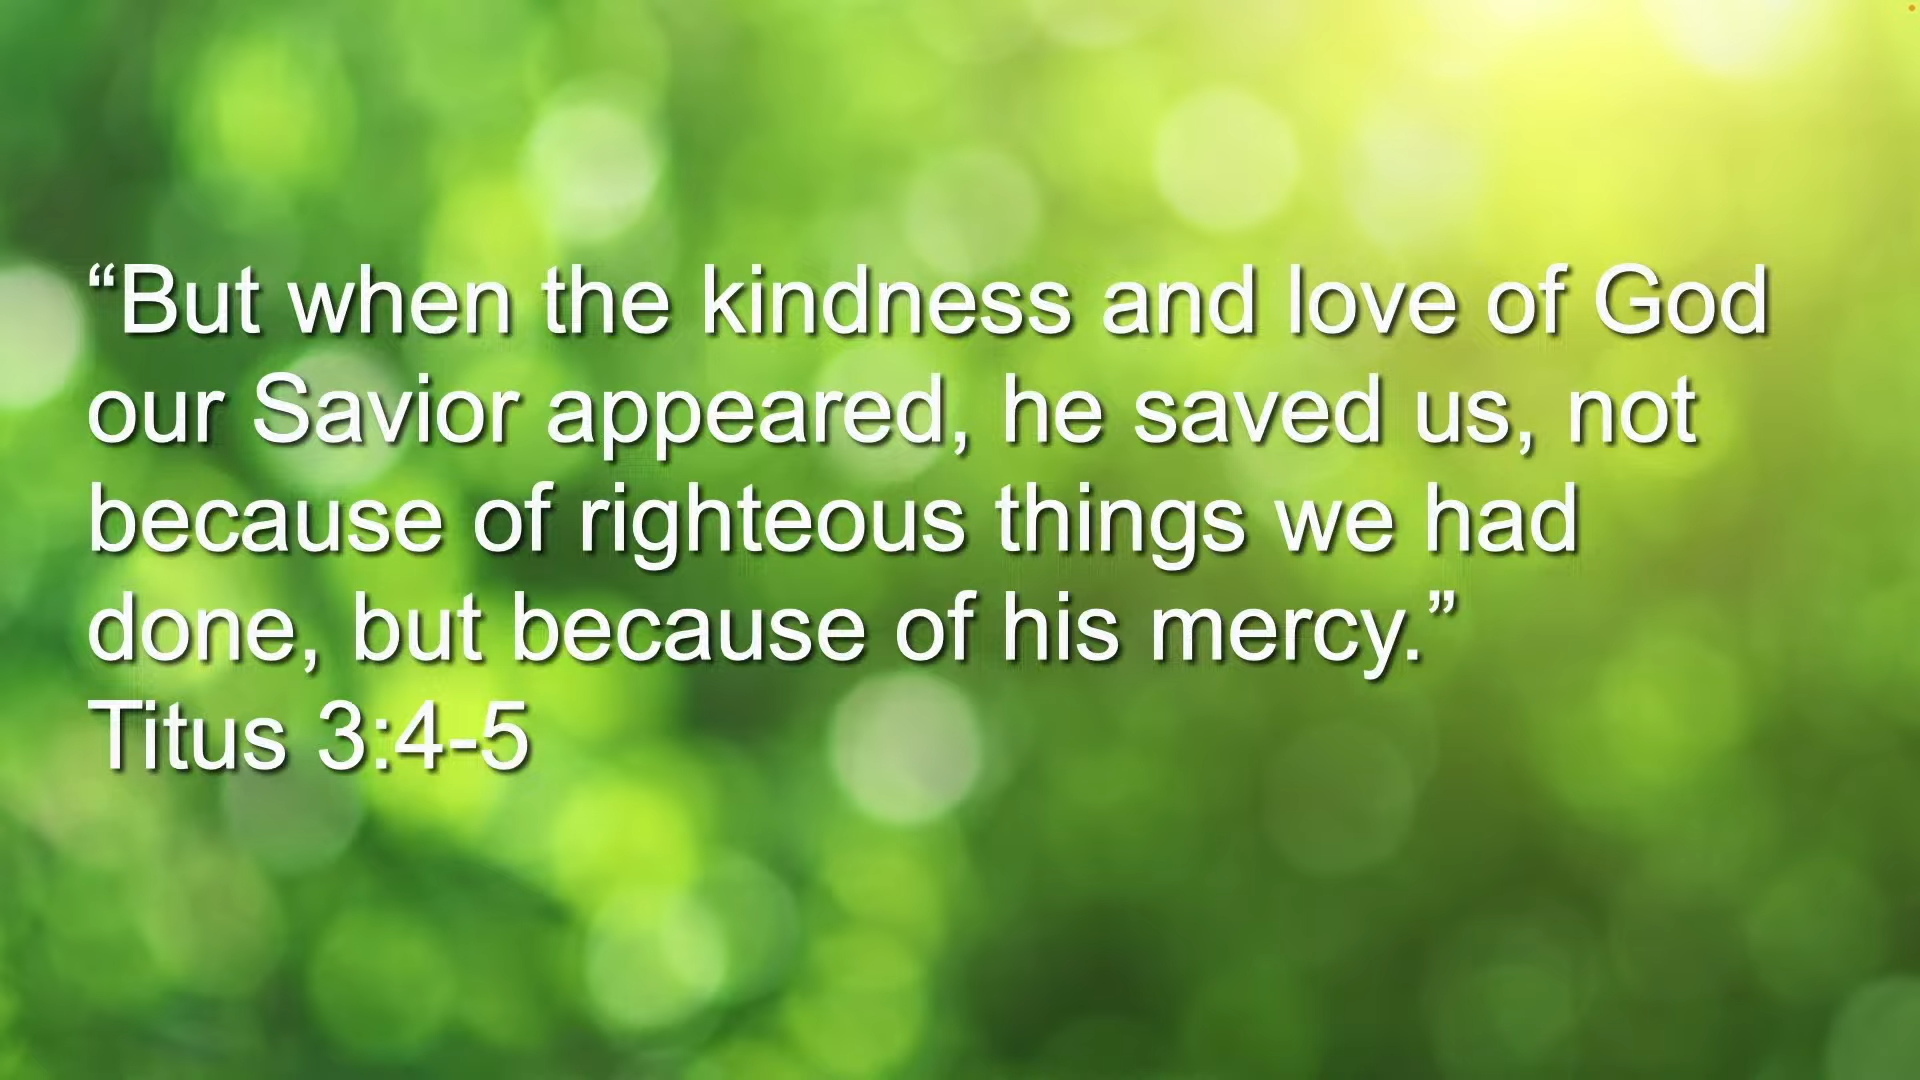 “But when the kindness and love of God
our Savior appeared, he saved us, not
because of righteous things we had
done, but because of his mercy.”
Titus 3:4-5